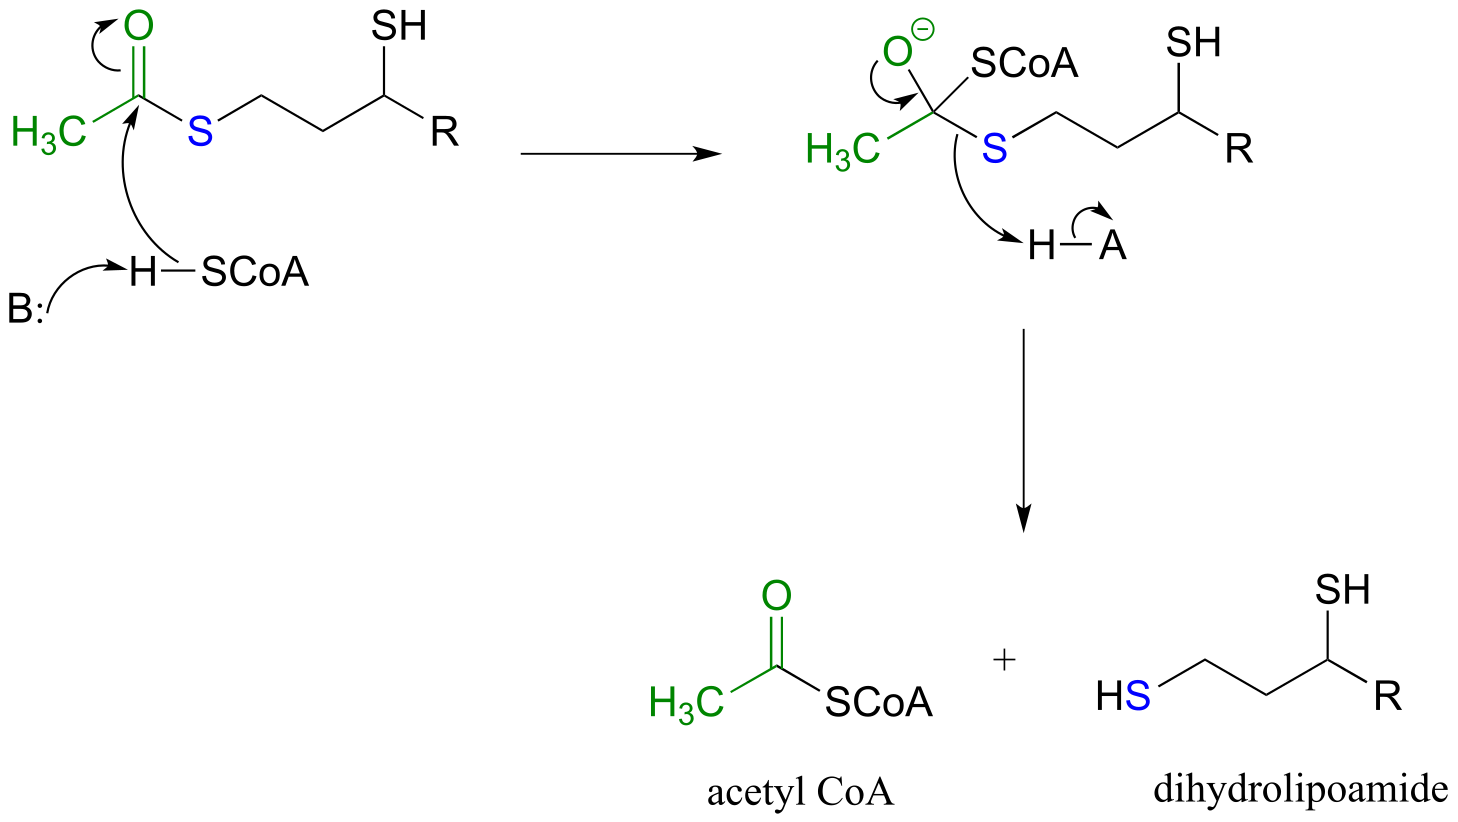 O
SH
H3C
S
R
H
SCoA
B:
O⊖
SCoA
SH
H3C
S
R
H
A
O
H3C
SCoA
+
SH
HS
R
acetyl CoA
dihydrolipoamide